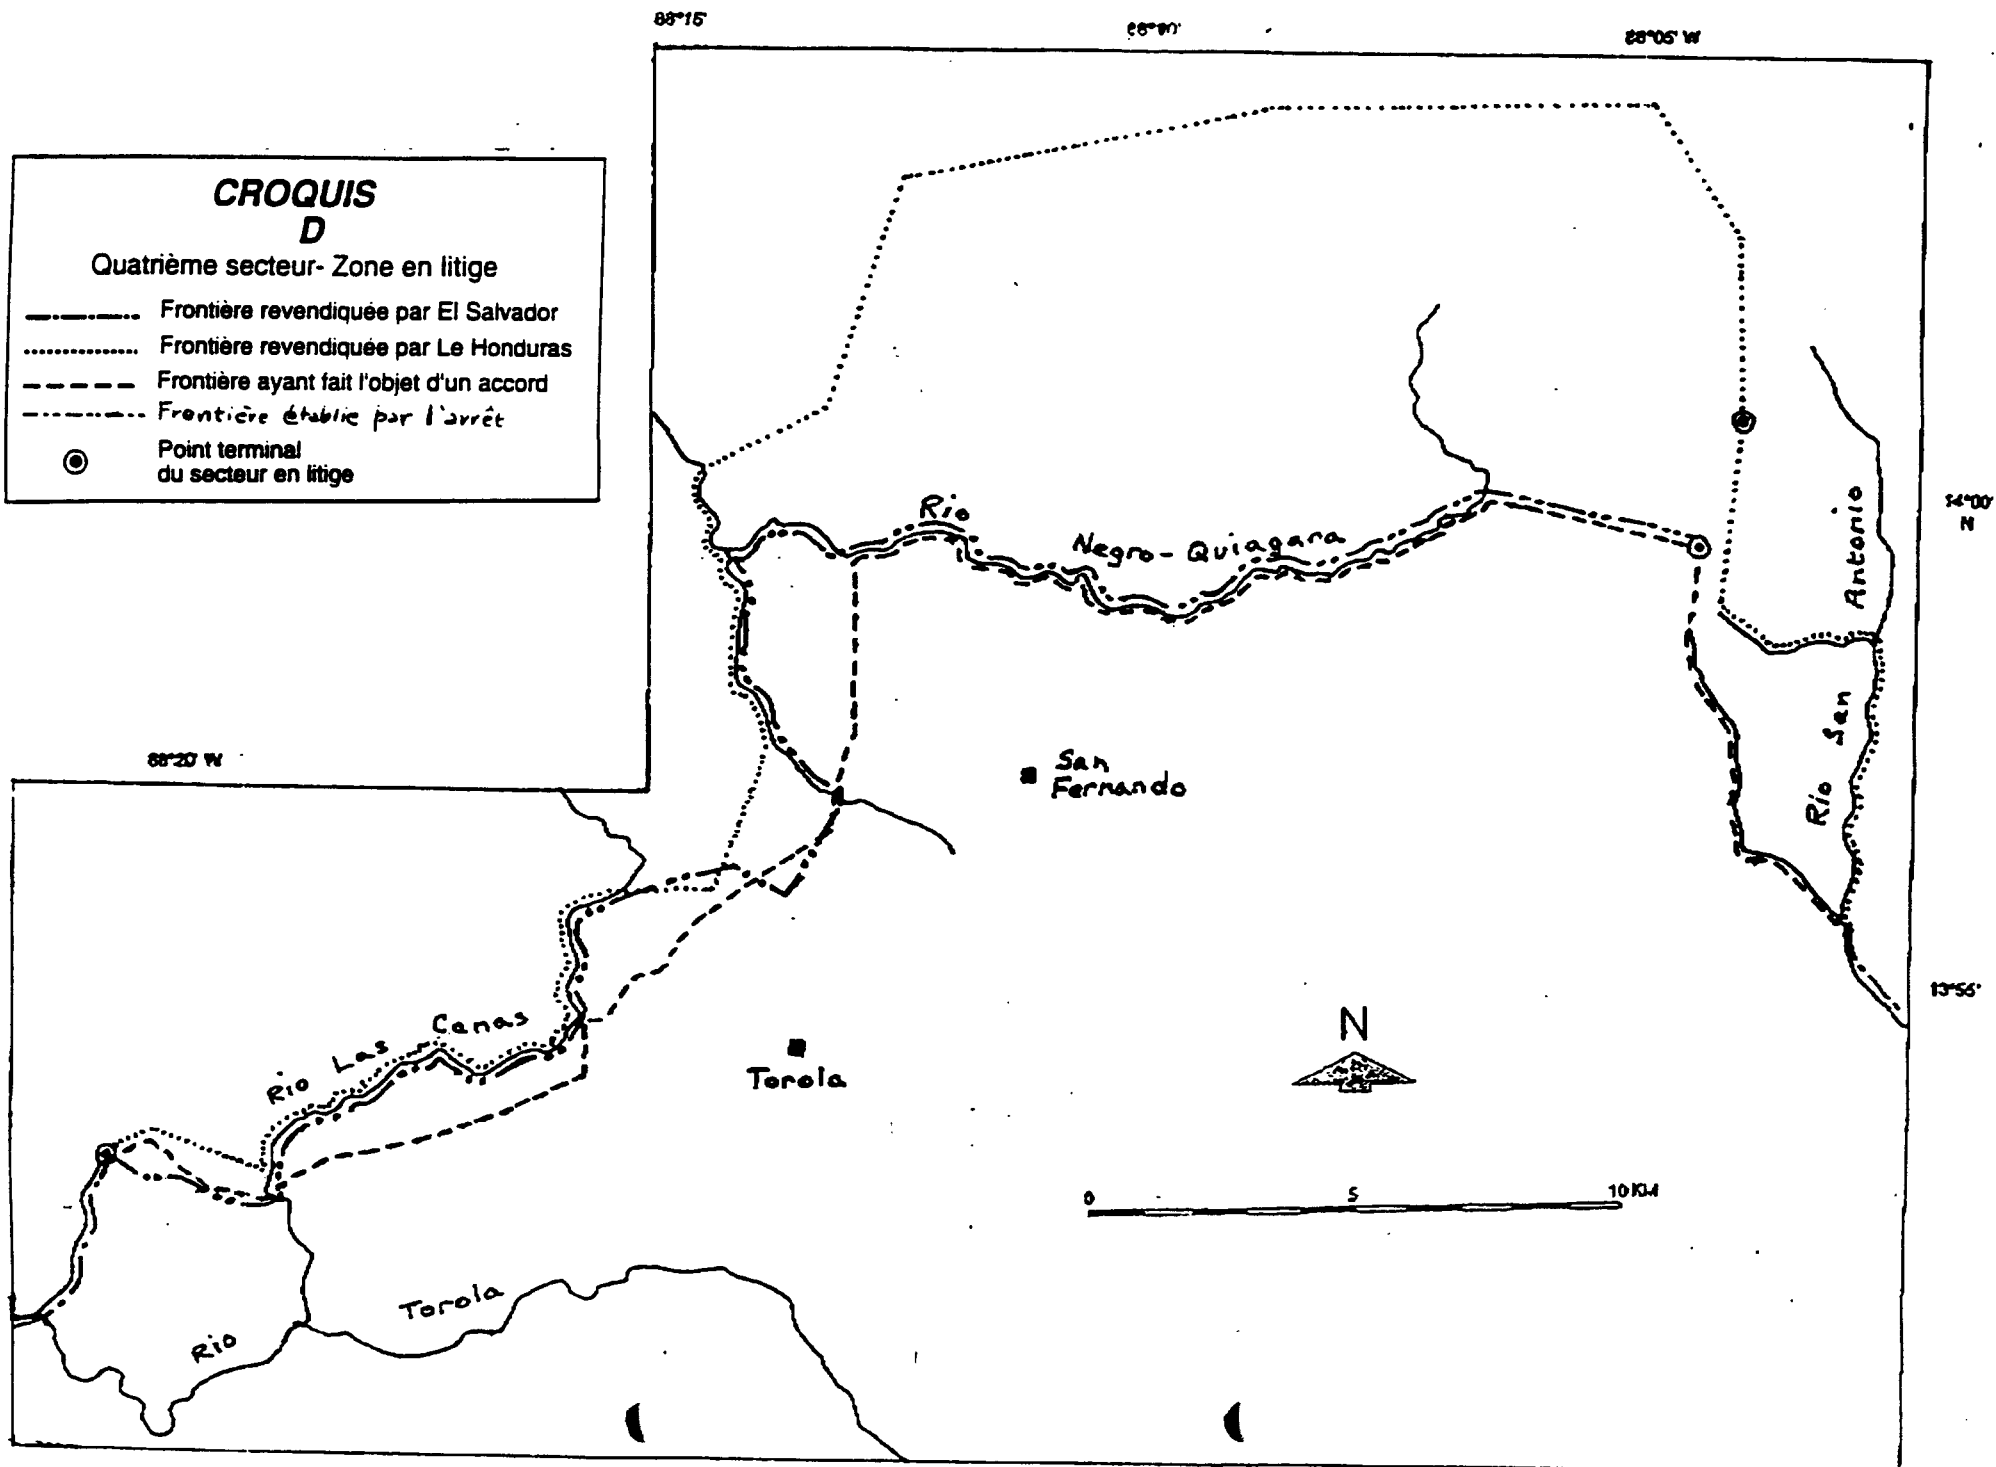 88°15'
88°05' W
CROQUIS
D
Quatrième secteur- Zone en litige
Frontière revendiquée par El Salvador
Frontière revendiquée par Le Honduras
Frontière ayant fait l'objet d'un accord
Frontière établie par l'arrêt
Point terminal
du secteur en litige
14°00'
N
Rio
Negro-Quiagara
Rio San Antonio
88°20' W
San
Fernando
13°55'
Rio Las Canas
N
Torola
0 5 10 KM
Rio Torola